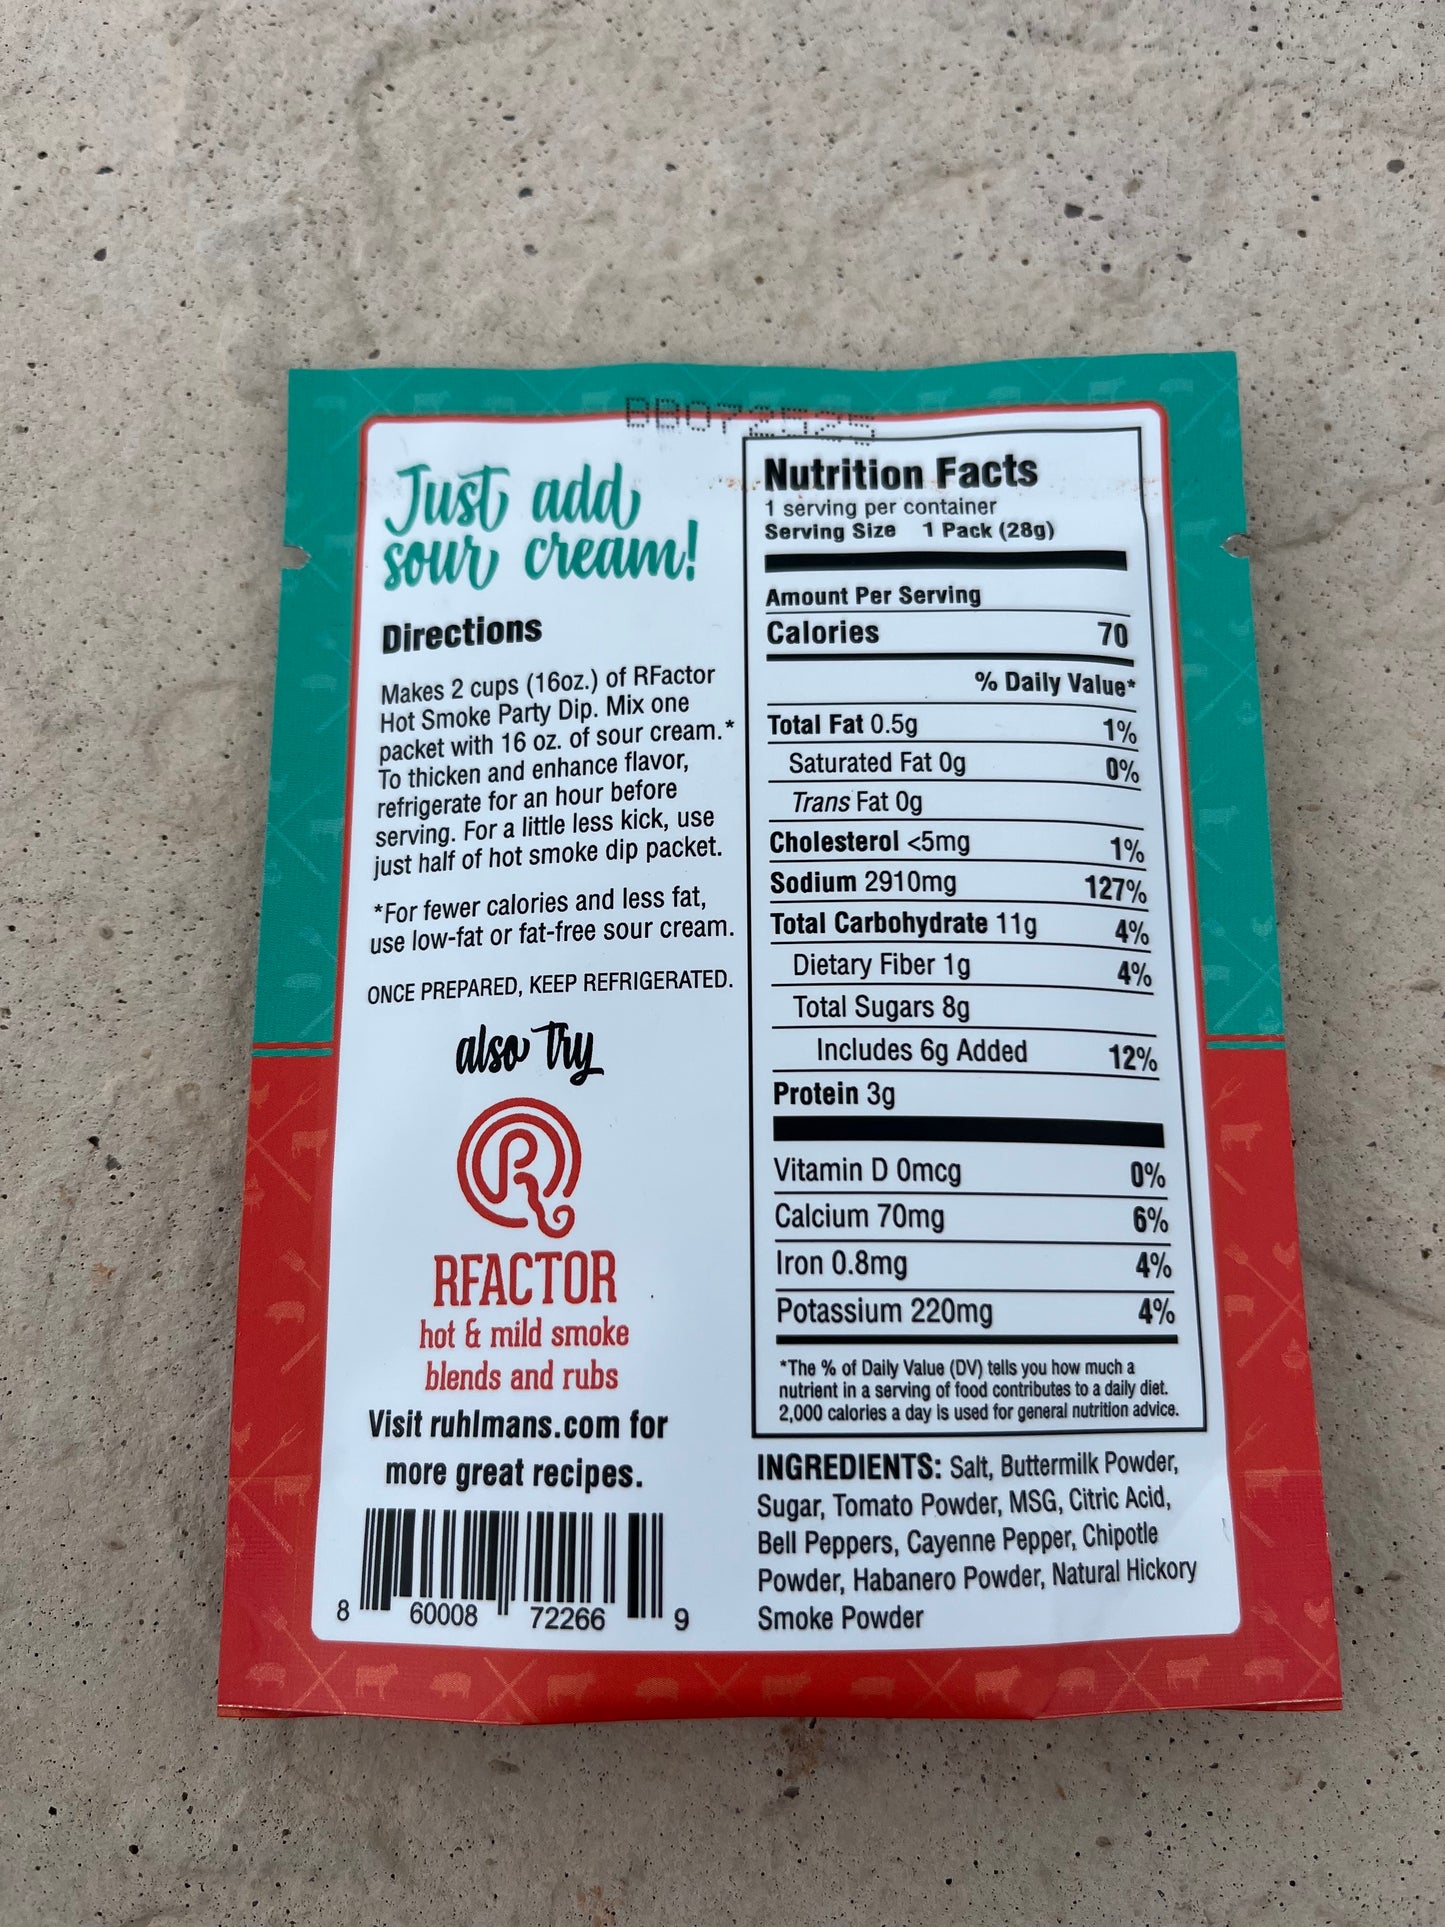 BB072525
Just add
sour cream!
Directions
Makes 2 cups (16oz.) of RFactor
Hot Smoke Party Dip. Mix one
packet with 16 oz. of sour cream.*
To thicken and enhance flavor,
refrigerate for an hour before
serving. For a little less kick, use
just half of hot smoke dip packet.
*For fewer calories and less fat,
use low-fat or fat-free sour cream.
ONCE PREPARED, KEEP REFRIGERATED.
also try
R
RFACTOR
hot & mild smoke
blends and rubs
Visit ruhlmans.com for
more great recipes.
8 60008 72266 9
Nutrition Facts
1 serving per container
Serving Size 1 Pack (28g)
Amount Per Serving
Calories 70
% Daily Value*
Total Fat 0.5g 1%
Saturated Fat 0g 0%
Trans Fat 0g
Cholesterol <5mg 1%
Sodium 2910mg 127%
Total Carbohydrate 11g 4%
Dietary Fiber 1g 4%
Total Sugars 8g
Includes 6g Added 12%
Protein 3g
Vitamin D 0mcg 0%
Calcium 70mg 6%
Iron 0.8mg 4%
Potassium 220mg 4%
*The % of Daily Value (DV) tells you how much a
nutrient in a serving of food contributes to a daily diet.
2,000 calories a day is used for general nutrition advice.
INGREDIENTS: Salt, Buttermilk Powder,
Sugar, Tomato Powder, MSG, Citric Acid,
Bell Peppers, Cayenne Pepper, Chipotle
Powder, Habanero Powder, Natural Hickory
Smoke Powder